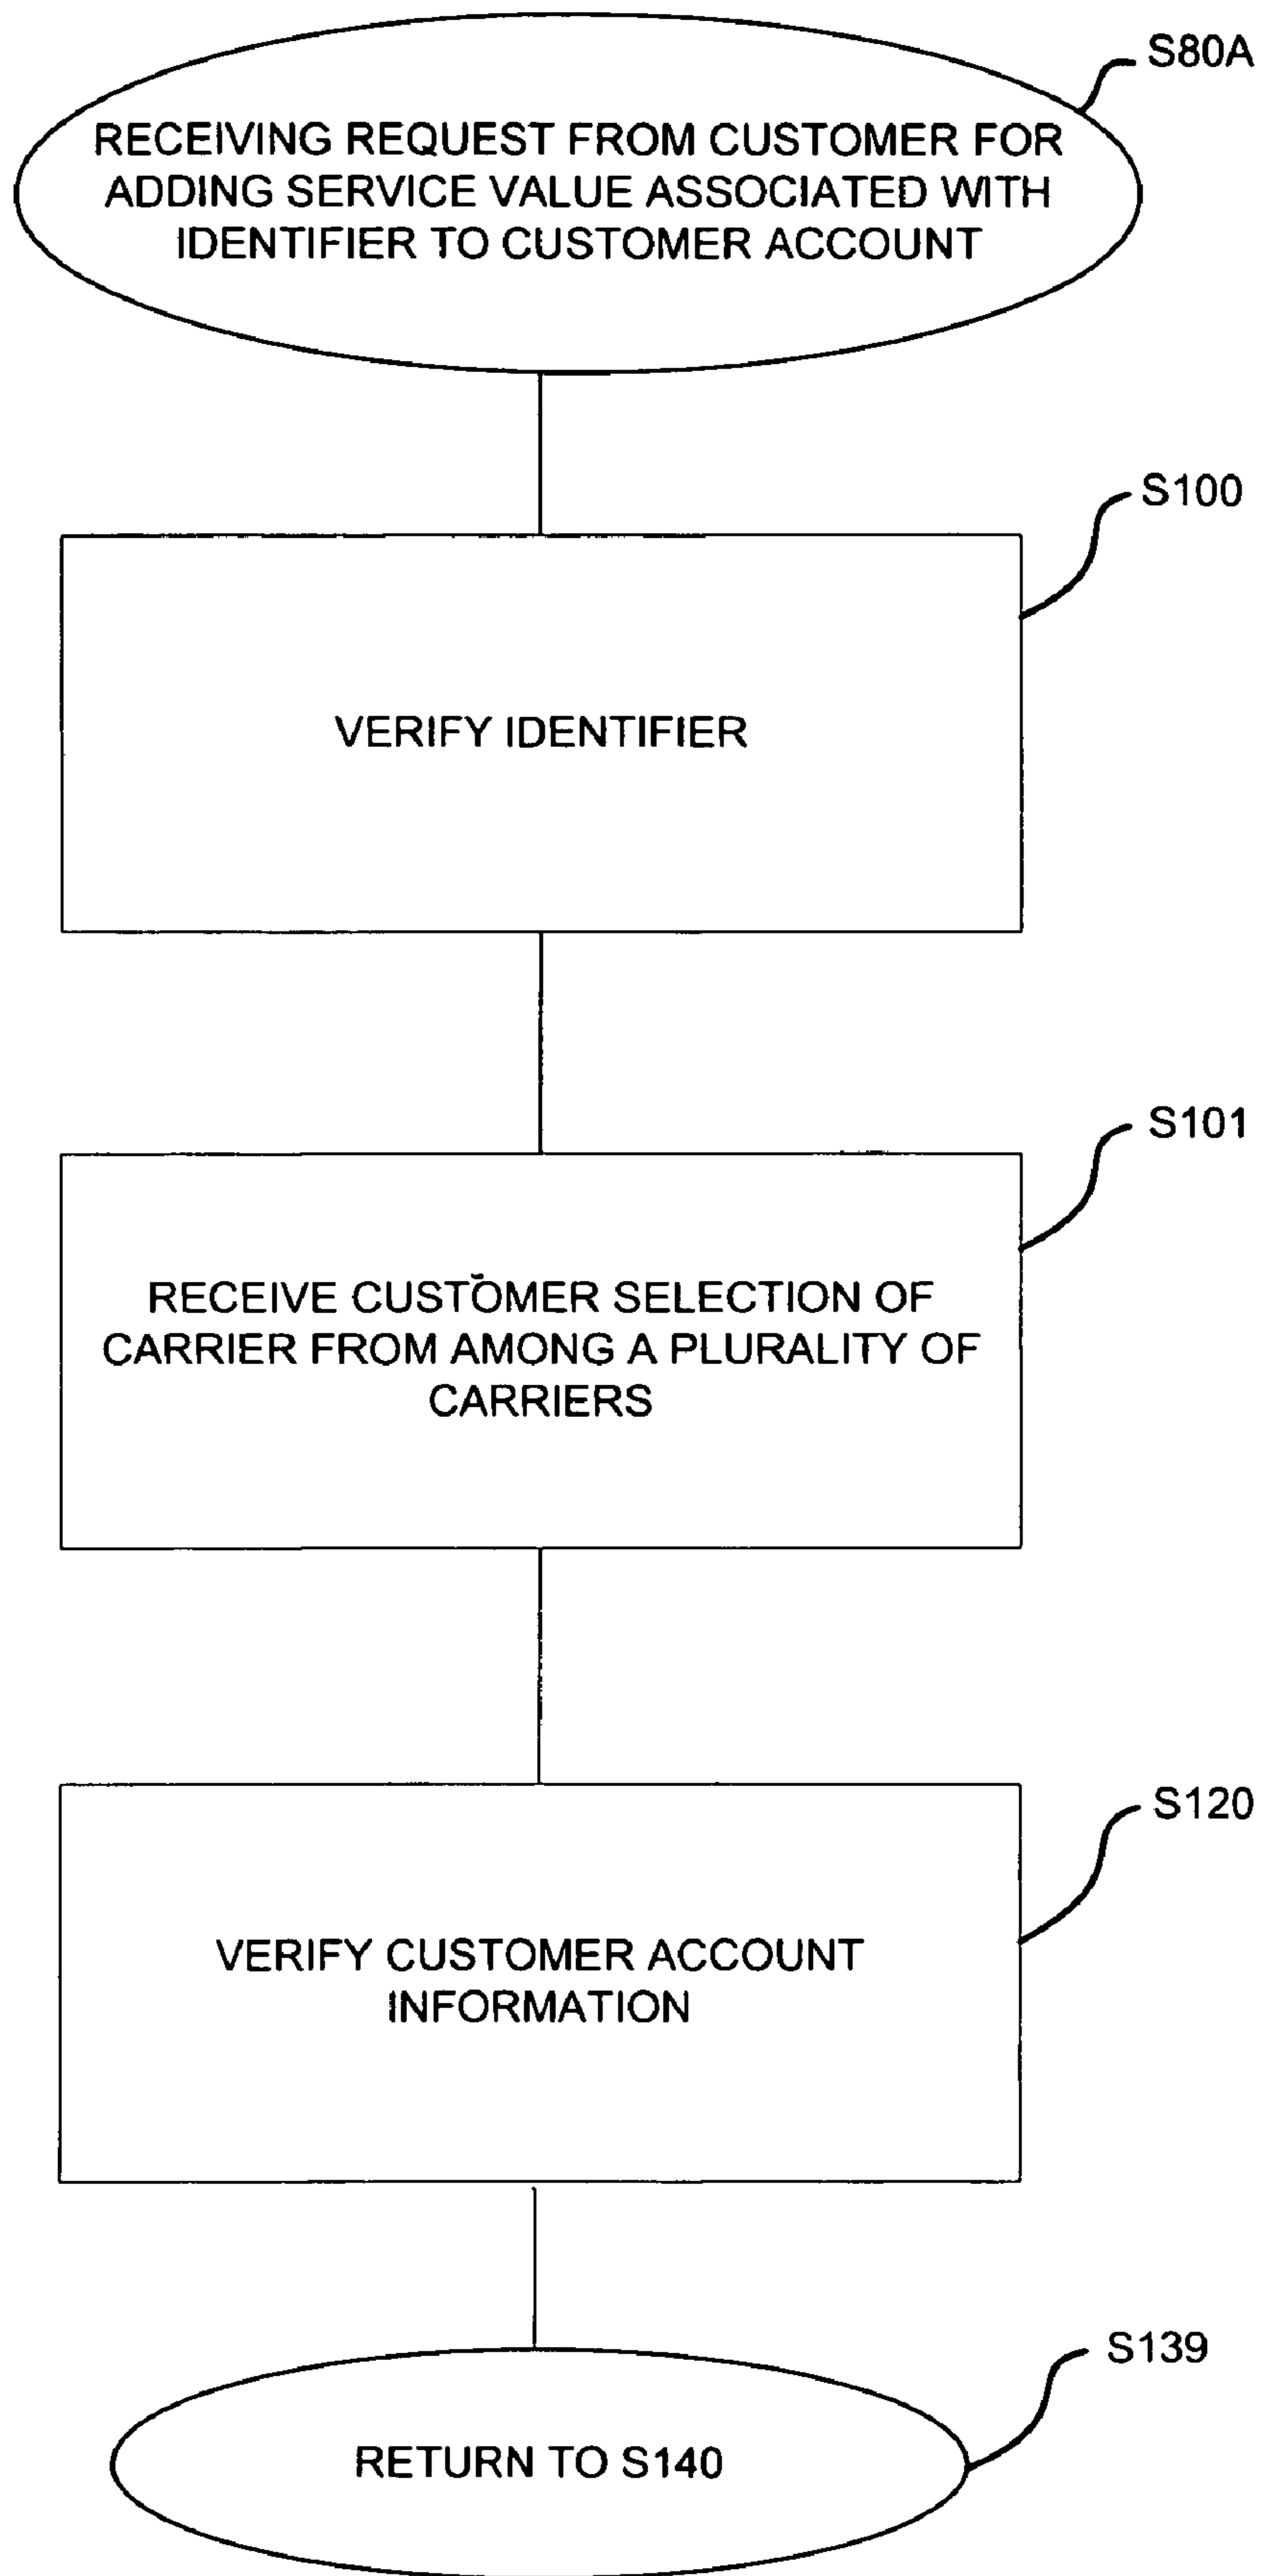 S80A
RECEIVING REQUEST FROM CUSTOMER FOR
ADDING SERVICE VALUE ASSOCIATED WITH
IDENTIFIER TO CUSTOMER ACCOUNT
S100
VERIFY IDENTIFIER
S101
RECEIVE CUSTOMER SELECTION OF
CARRIER FROM AMONG A PLURALITY OF
CARRIERS
S120
VERIFY CUSTOMER ACCOUNT
INFORMATION
S139
RETURN TO S140